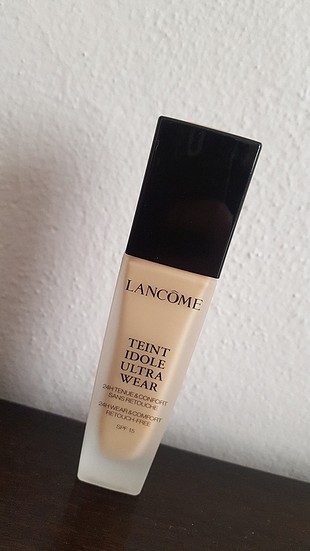 LANCÔME
TEINT
IDOLE
ULTRA
WEAR
24H TENUE & CONFORT
SANS RETOUCHE
24H WEAR & COMFORT
RETOUCH-FREE
SPF 15